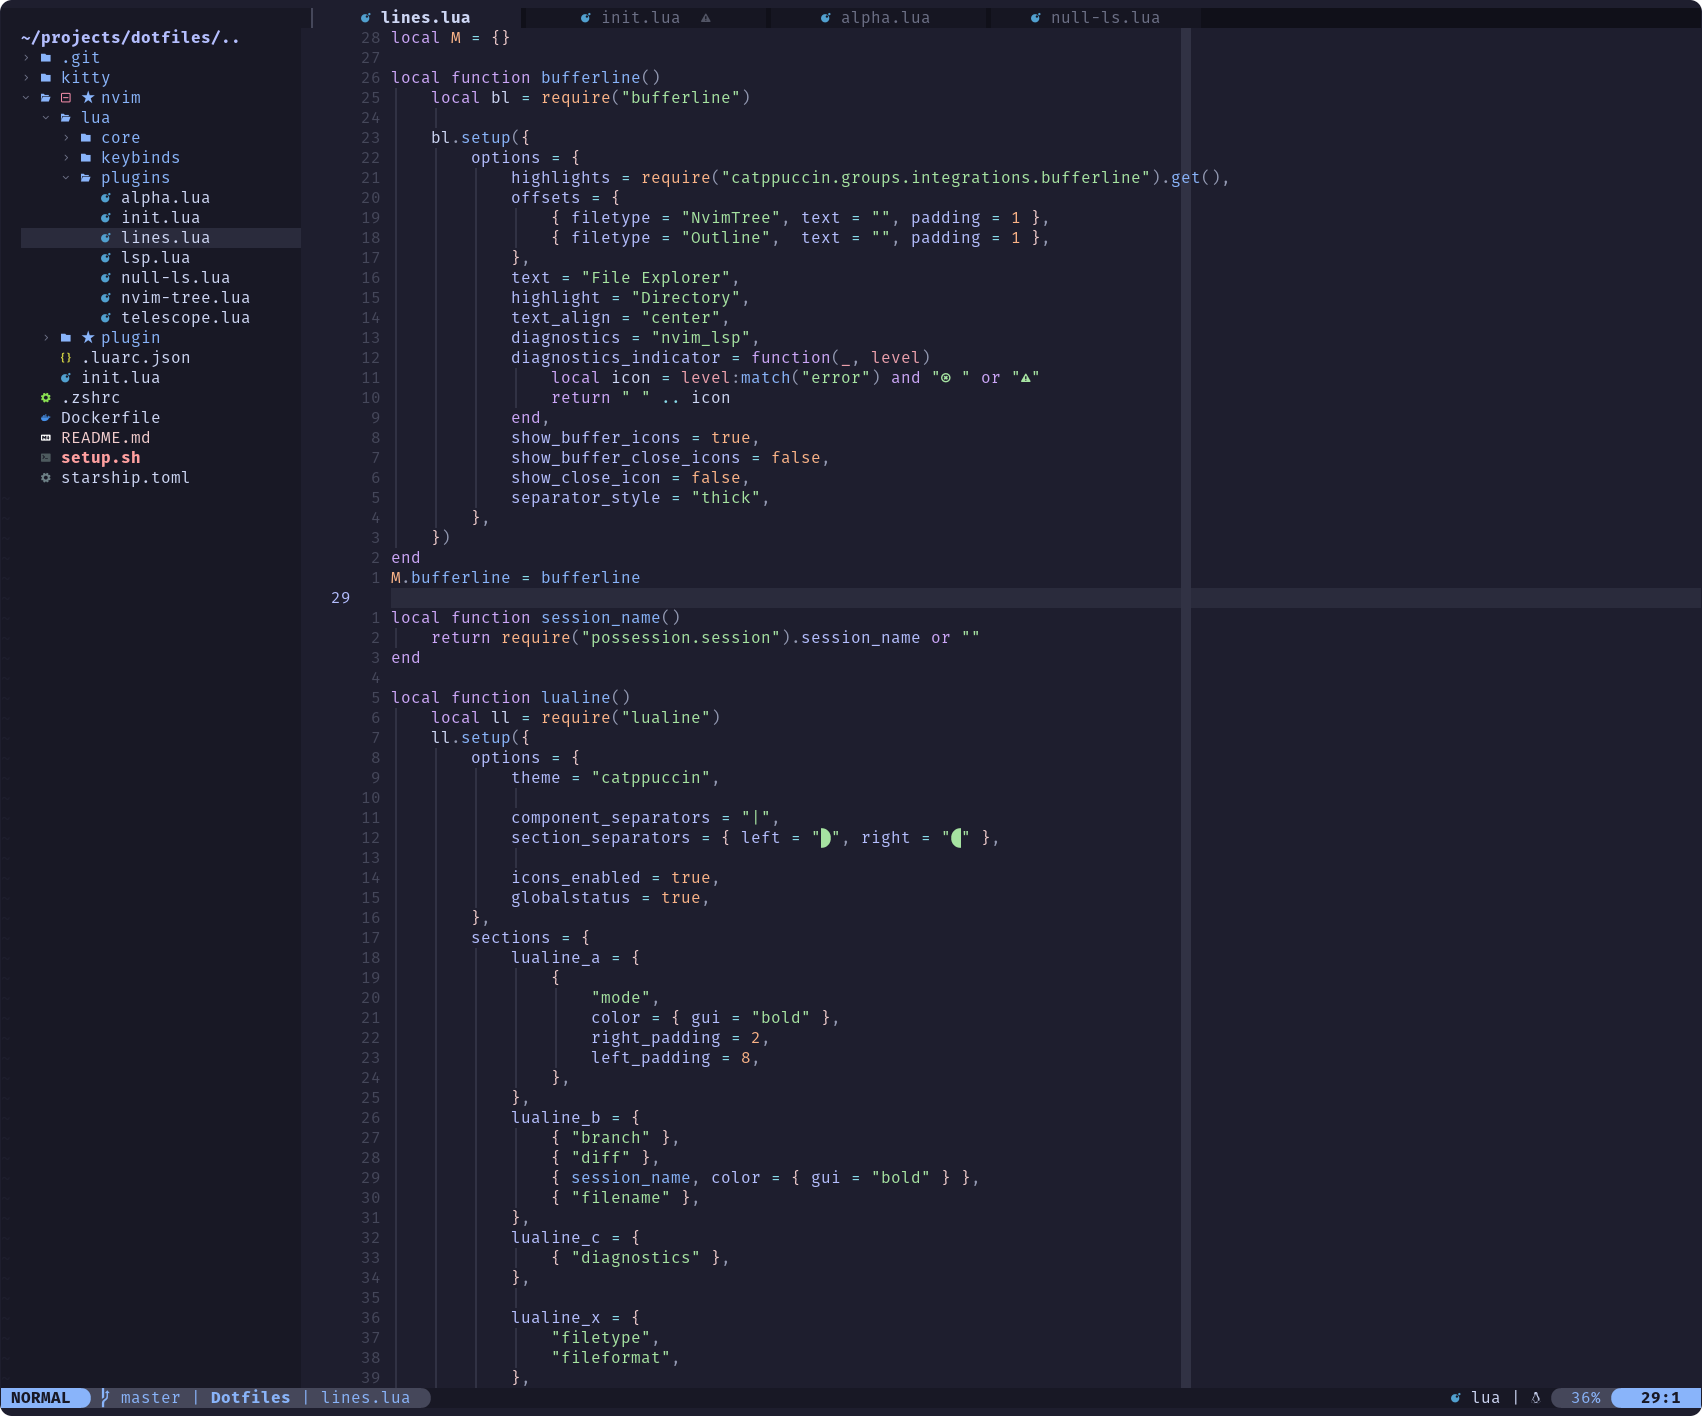 lines.lua init.lua alpha.lua null-ls.lua
~/projects/dotfiles/..
.git
kitty
nvim
lua
core
keybinds
plugins
alpha.lua
init.lua
lines.lua
lsp.lua
null-ls.lua
nvim-tree.lua
telescope.lua
plugin
{} .luarc.json
init.lua
.zshrc
Dockerfile
README.md
setup.sh
starship.toml
28 local M = {}
27
26 local function bufferline()
25     local bl = require("bufferline")
24
23     bl.setup({
22         options = {
21             highlights = require("catppuccin.groups.integrations.bufferline").get(),
20             offsets = {
19                 { filetype = "NvimTree", text = "", padding = 1 },
18                 { filetype = "Outline",  text = "", padding = 1 },
17             },
16             text = "File Explorer",
15             highlight = "Directory",
14             text_align = "center",
13             diagnostics = "nvim_lsp",
12             diagnostics_indicator = function(_, level)
11                 local icon = level:match("error") and "⊗ " or "⚠"
10                 return " " .. icon
9             end,
8             show_buffer_icons = true,
7             show_buffer_close_icons = false,
6             show_close_icon = false,
5             separator_style = "thick",
4         },
3     })
2 end
1 M.bufferline = bufferline
29
1 local function session_name()
2     return require("possession.session").session_name or ""
3 end
4
5 local function lualine()
6     local ll = require("lualine")
7     ll.setup({
8         options = {
9             theme = "catppuccin",
10
11             component_separators = "|",
12             section_separators = { left = "◗", right = "◖" },
13
14             icons_enabled = true,
15             globalstatus = true,
16         },
17         sections = {
18             lualine_a = {
19                 {
20                     "mode",
21                     color = { gui = "bold" },
22                     right_padding = 2,
23                     left_padding = 8,
24                 },
25             },
26             lualine_b = {
27                 { "branch" },
28                 { "diff" },
29                 { session_name, color = { gui = "bold" } },
30                 { "filename" },
31             },
32             lualine_c = {
33                 { "diagnostics" },
34             },
35
36             lualine_x = {
37                 "filetype",
38                 "fileformat",
39             },
NORMAL master | Dotfiles | lines.lua lua | 36% 29:1